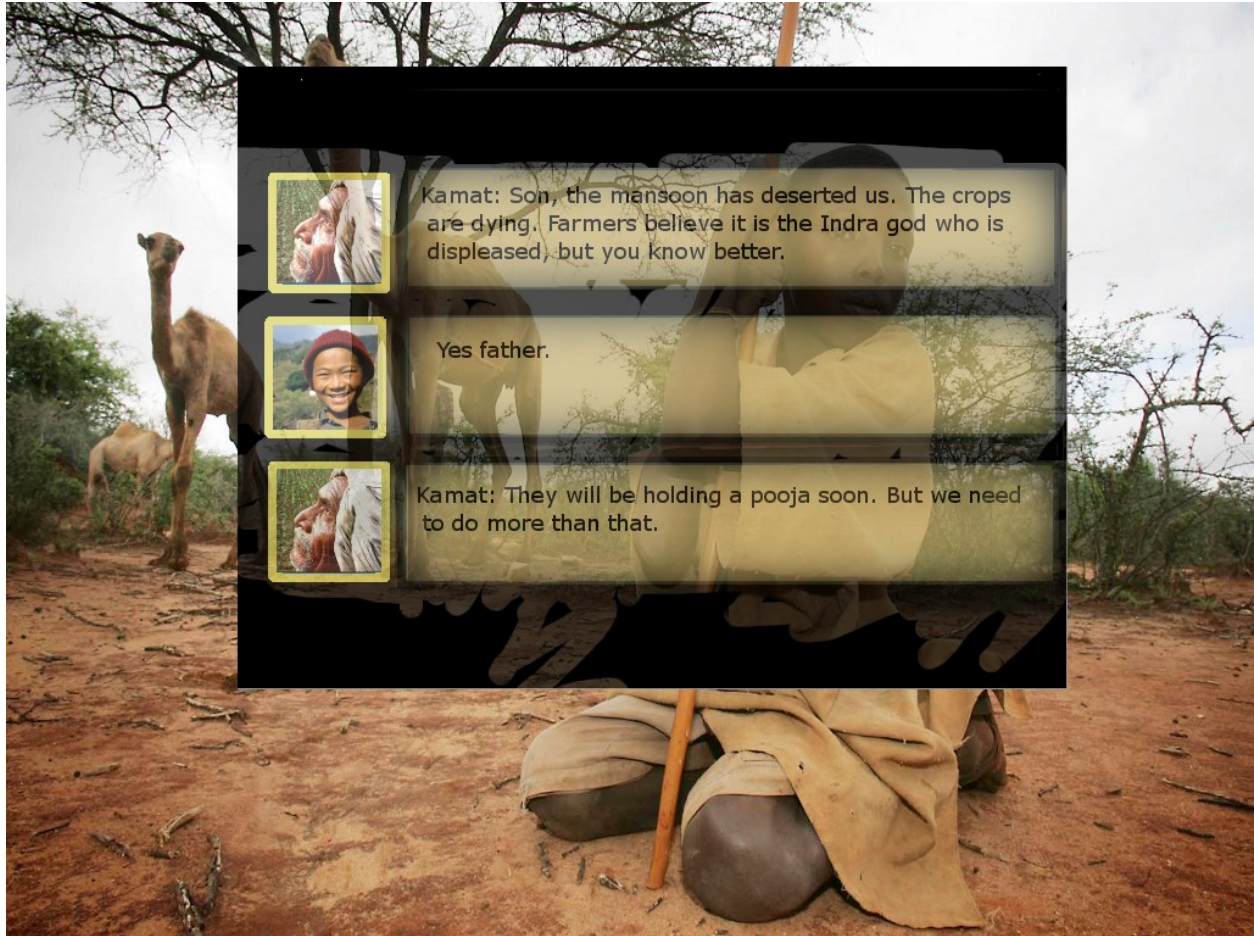 Kamat: Son, the mansoon has deserted us. The crops
are dying. Farmers believe it is the Indra god who is
displeased, but you know better.
Yes father.
Kamat: They will be holding a pooja soon. But we need
to do more than that.